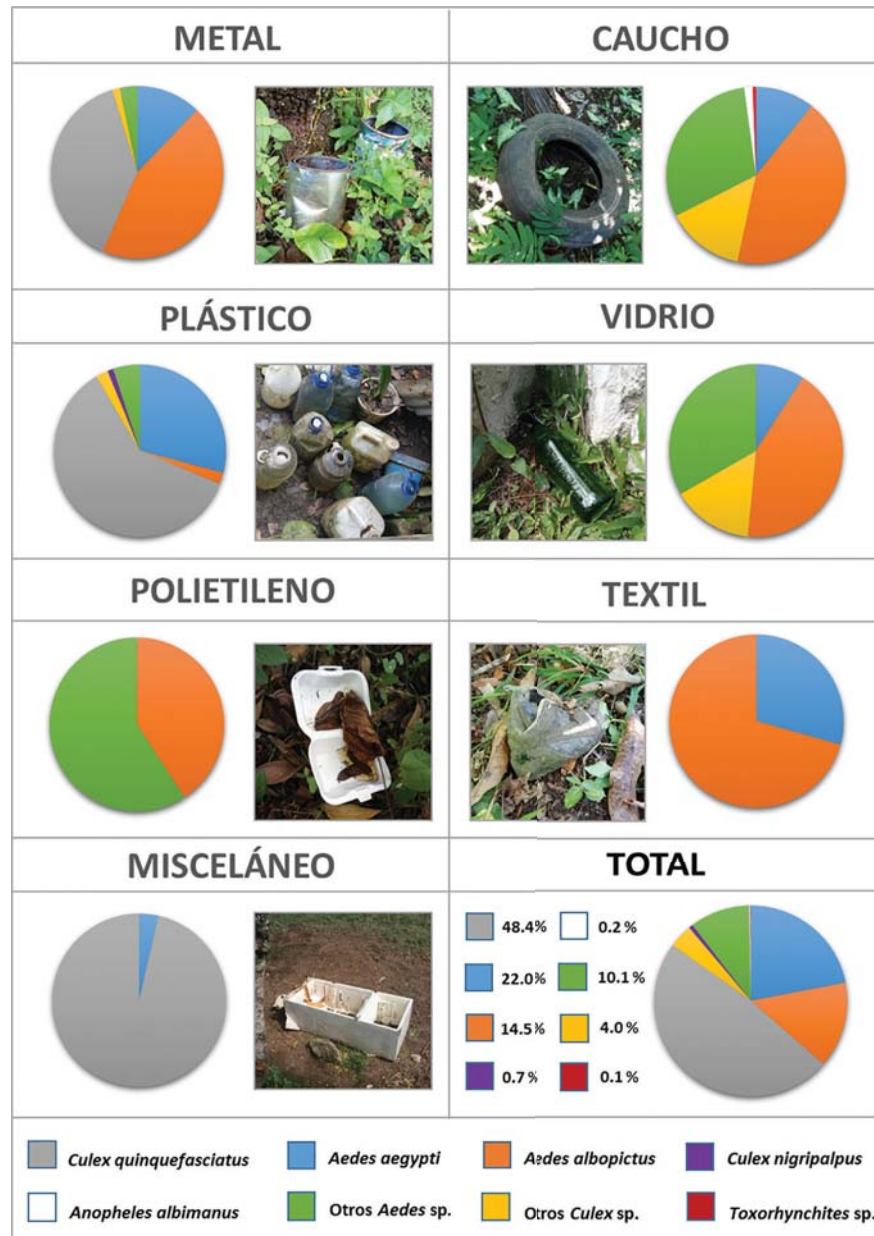 METAL
CAUCHO
PLÁSTICO
VIDRIO
POLIETILENO
TEXTIL
MISCELÁNEO
TOTAL
48.4% 0.2%
22.0% 10.1%
14.5% 4.0%
0.7% 0.1%
Culex quinquefasciatus Aedes aegypti Aedes albopictus Culex nigripalpus
Anopheles albimanus Otros Aedes sp. Otros Culex sp. Toxorhynchites sp.